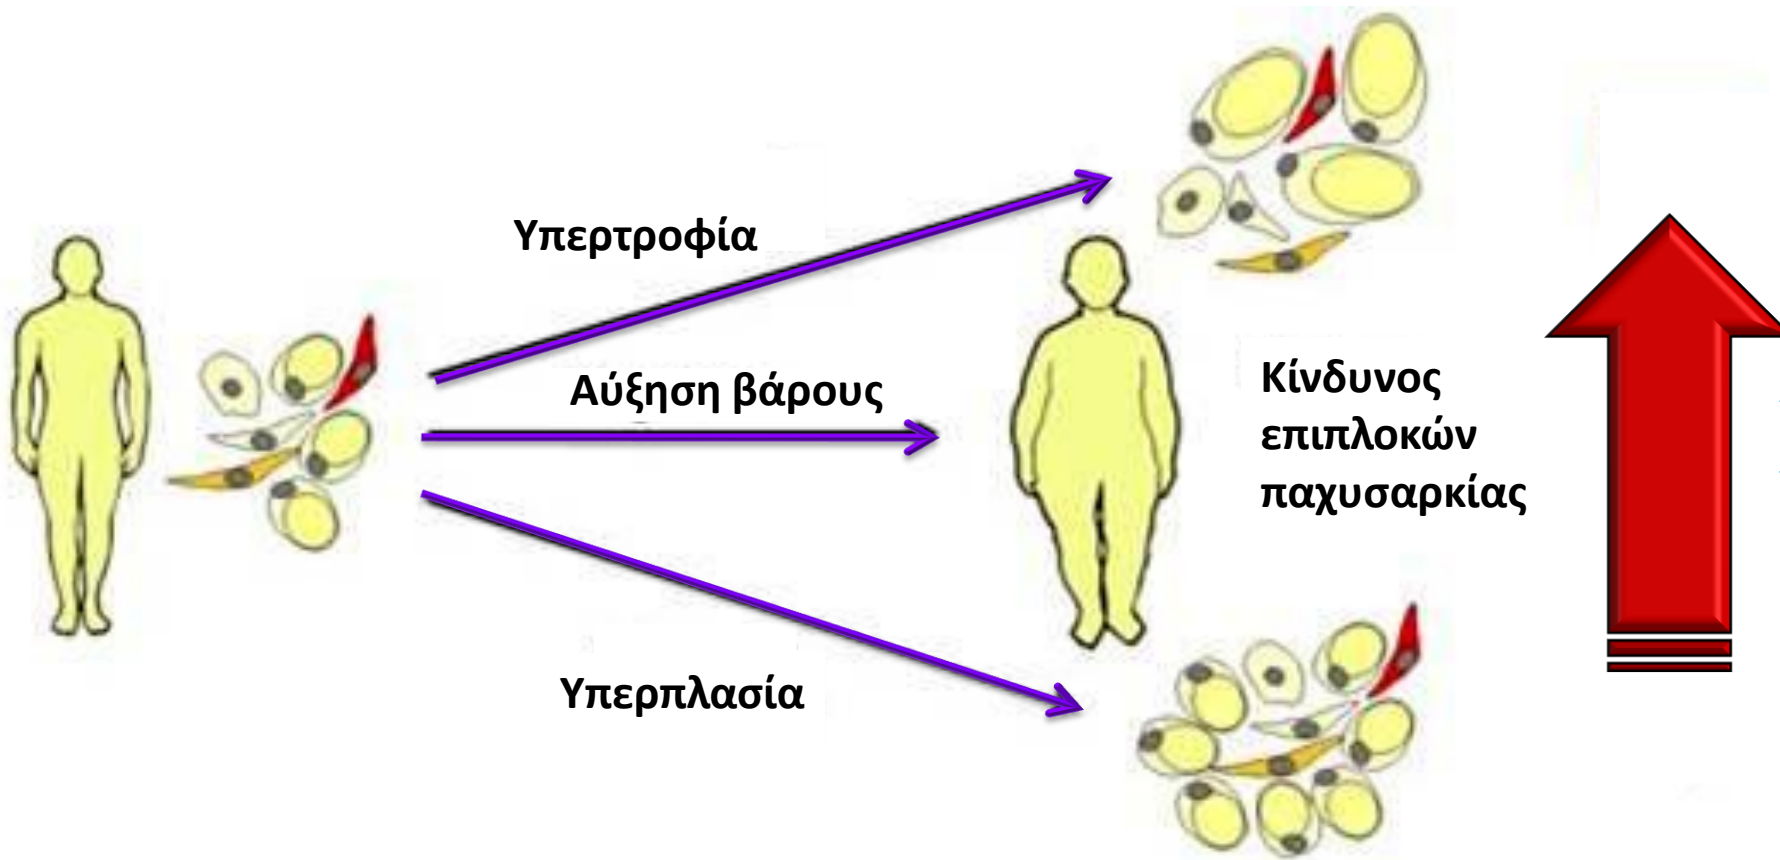 Υπερτροφία
Αύξηση βάρους
Κίνδυνος
επιπλοκών
παχυσαρκίας
Υπερπλασία